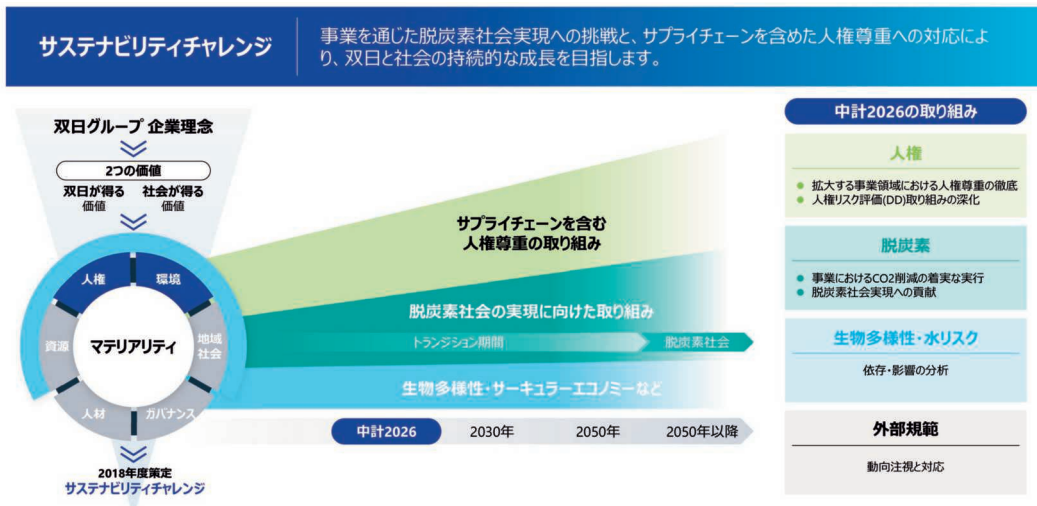 サステナビリティチャレンジ
事業を通じた脱炭素社会実現への挑戦と、サプライチェーンを含めた人権尊重への対応によ
り、双日と社会の持続的な成長を目指します。
双日グループ 企業理念
2つの価値
双日が得る 社会が得る
価値 価値
人権 環境
資源 マテリアリティ 地域
社会
人材 ガバナンス
2018年度策定
サステナビリティチャレンジ
サプライチェーンを含む
人権尊重の取り組み
脱炭素社会の実現に向けた取り組み
トランジション期間 脱炭素社会
生物多様性・サーキュラーエコノミーなど
中計2026 2030年 2050年 2050年以降
中計2026の取り組み
人権
● 拡大する事業領域における人権尊重の徹底
● 人権リスク評価(DD)取り組みの深化
脱炭素
● 事業におけるCO2削減の着実な実行
● 脱炭素社会実現への貢献
生物多様性・水リスク
依存・影響の分析
外部規範
動向注視と対応